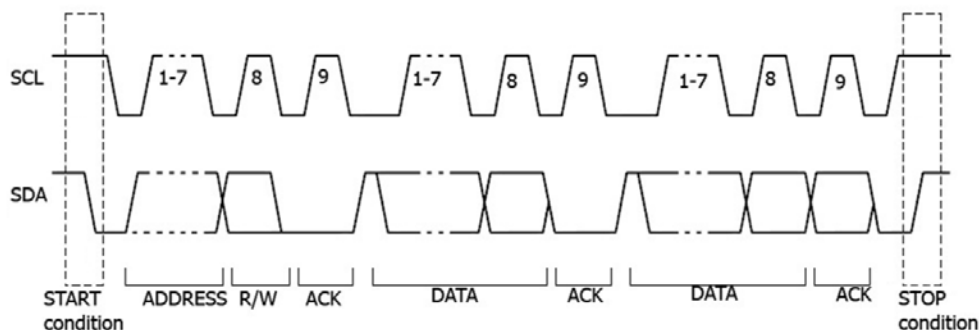 SCL
1-7
8
9
1-7
8
9
1-7
8
9
SDA
START
condition
ADDRESS
R/W
ACK
DATA
ACK
DATA
ACK
STOP
condition